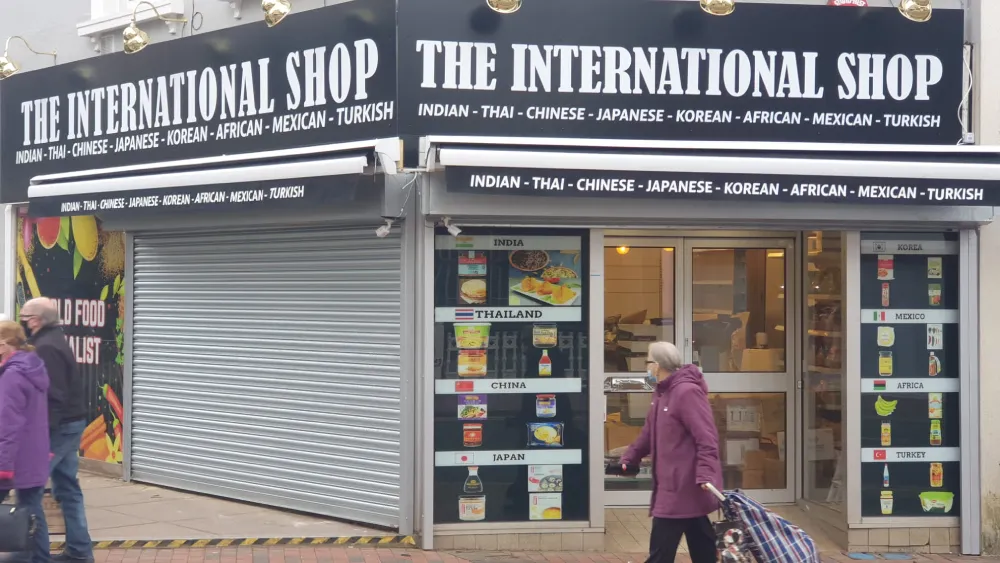 THE INTERNATIONAL SHOP
INDIAN - THAI - CHINESE - JAPANESE - KOREAN - AFRICAN - MEXICAN - TURKISH
INDIAN - THAI - CHINESE - JAPANESE - KOREAN - AFRICAN - MEXICAN - TURKISH
THE INTERNATIONAL SHOP
INDIAN - THAI - CHINESE - JAPANESE - KOREAN - AFRICAN - MEXICAN - TURKISH
INDIAN - THAI - CHINESE - JAPANESE - KOREAN - AFRICAN - MEXICAN - TURKISH
FOOD
INDIA
THAILAND
CHINA
JAPAN
KOREA
MEXICO
AFRICA
TURKEY